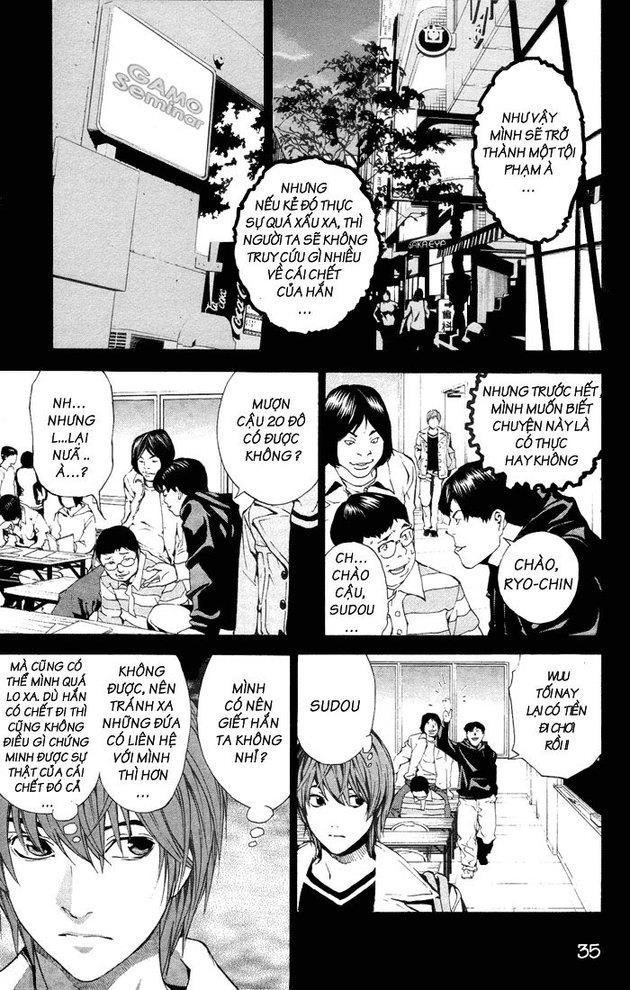 NHƯ VẬY
MÌNH SẼ TRỞ
THÀNH MỘT TỘI
PHẠM À
...
GAMO
Seminar
NHƯNG
NẾU KẺ ĐÓ THỰC
SỰ QUÁ XẤU XA, THÌ
NGƯỜI TA SẼ KHÔNG
TRUY CỨU GÌ NHIỀU
VỀ CÁI CHẾT
CỦA HẮN
...
NHƯNG TRƯỚC HẾT,
MÌNH MUỐN BIẾT
CHUYỆN NÀY LÀ
CÓ THỰC
HAY KHÔNG
CHÀO,
RYO-CHIN
CH...
CHÀO
CẬU,
SUDOU
...
MƯỢN
CẬU 20 ĐÔ
CÓ ĐƯỢC
KHÔNG?
NH...
NHƯNG
L...LẠI
NỮA ..
À...?
WUU
TỐI NAY
LẠI CÓ TIỀN
ĐI CHƠI
RỒI!!
SUDOU
MÌNH
CÓ NÊN
GIẾT HẮN
TA KHÔNG
NHỈ?
KHÔNG
ĐƯỢC, NÊN
TRÁNH XA
NHỮNG ĐỨA
CÓ LIÊN HỆ
VỚI MÌNH
THÌ HƠN
...
MÀ CŨNG CÓ
THỂ MÌNH QUÁ
LO XA. DÙ HẮN
CÓ CHẾT ĐI THÌ
CŨNG KHÔNG
ĐIỀU GÌ CHỨNG
MINH ĐƯỢC SỰ
THẬT CỦA CÁI
CHẾT ĐÓ CẢ
...
35